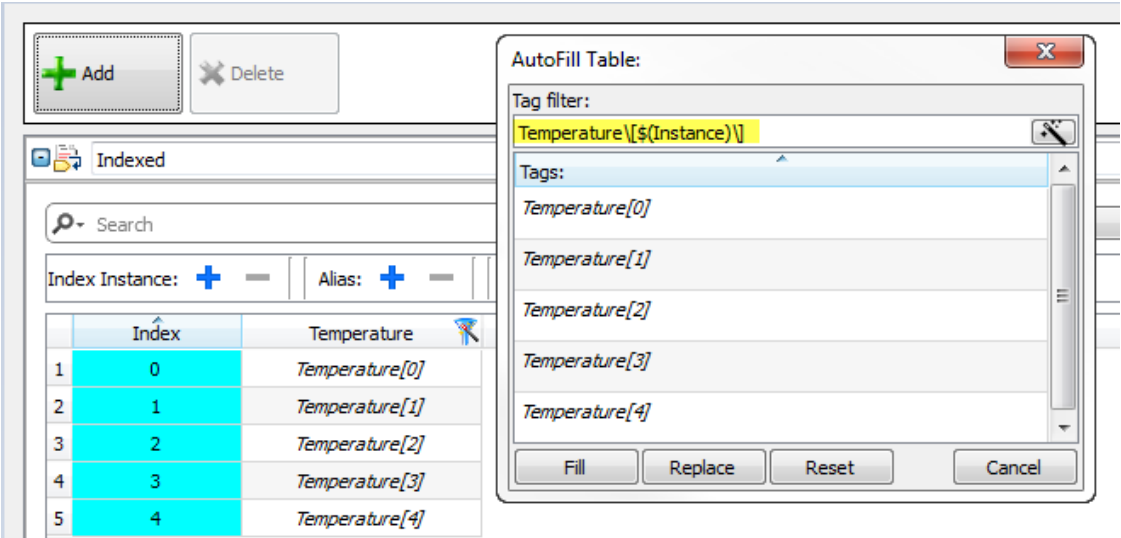 Add
Delete
Indexed
Search
Index Instance:
Alias:
Index Temperature
1 0 Temperature[0]
2 1 Temperature[1]
3 2 Temperature[2]
4 3 Temperature[3]
5 4 Temperature[4]
AutoFill Table:
Tag filter:
Temperature\[$(Instance)\]
Tags:
Temperature[0]
Temperature[1]
Temperature[2]
Temperature[3]
Temperature[4]
Fill Replace Reset Cancel